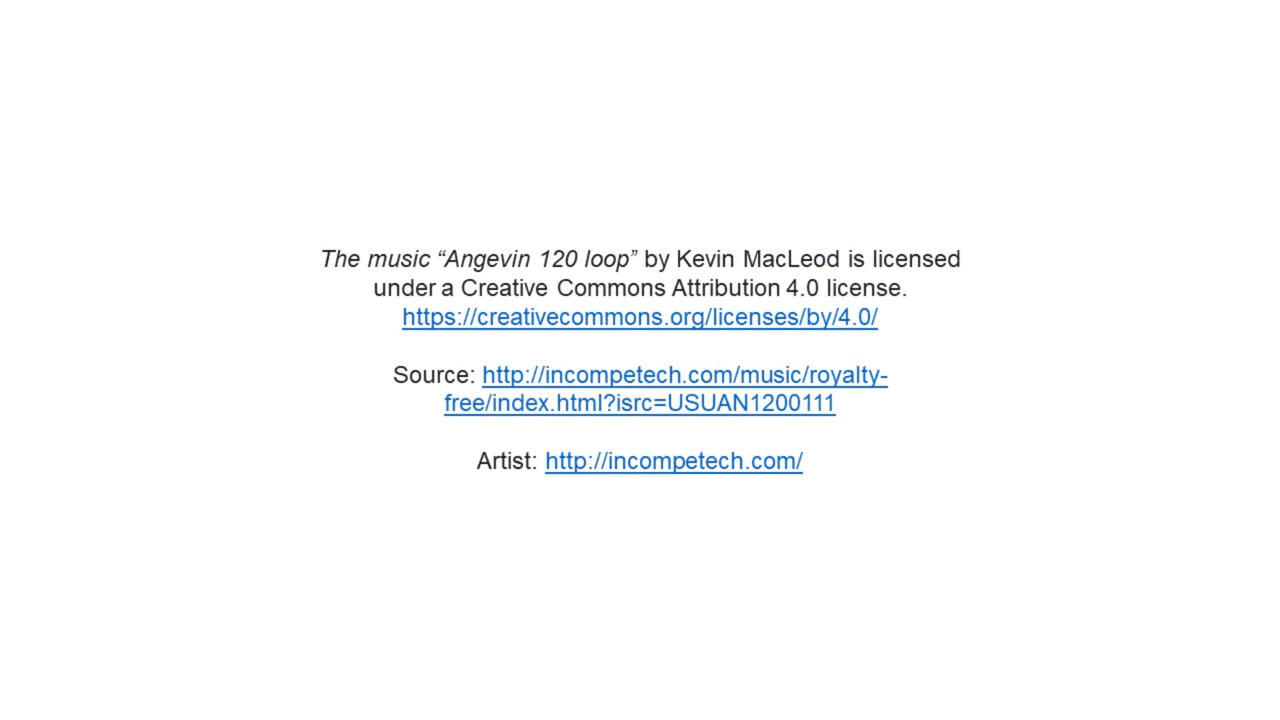 The music “Angevin 120 loop” by Kevin MacLeod is licensed
under a Creative Commons Attribution 4.0 license.
https://creativecommons.org/licenses/by/4.0/
Source: http://incompetech.com/music/royalty-
free/index.html?isrc=USUAN1200111
Artist: http://incompetech.com/